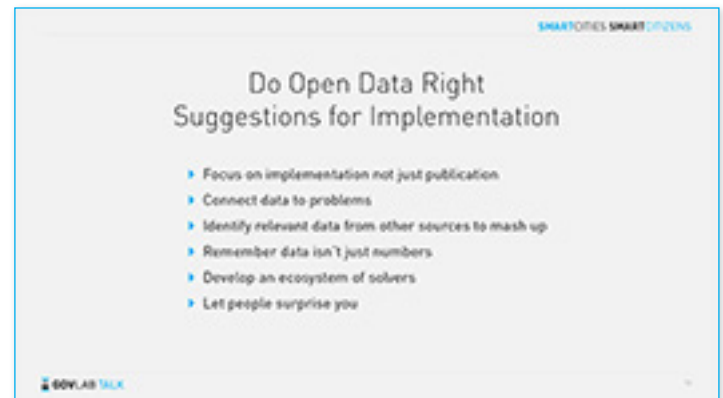 SMARTCITIES SMARTCITIZENS
Do Open Data Right
Suggestions for Implementation
Focus on implementation not just publication
Connect data to problems
Identify relevant data from other sources to mash up
Remember data isn't just numbers
Develop an ecosystem of solvers
Let people surprise you
GOVLAB TALK